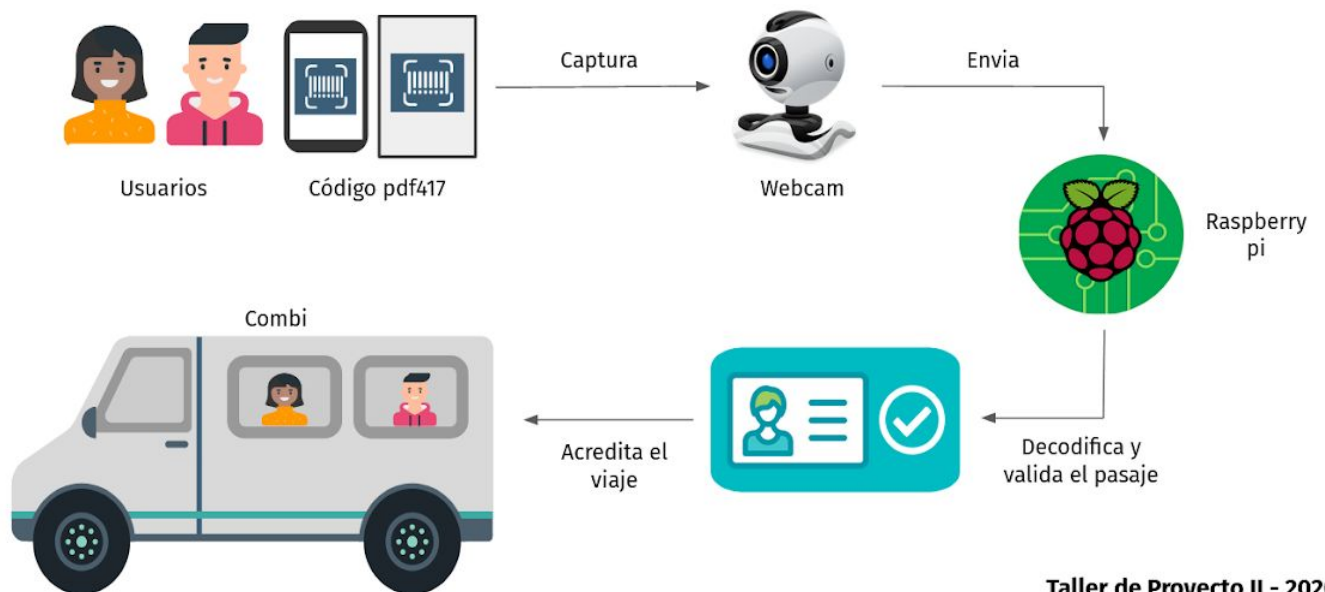 Captura
Envia
Usuarios
Código pdf417
Webcam
Raspberry
pi
Combi
Acredita el
viaje
Decodifica y
valida el pasaje
Taller de Proyecto II - 202